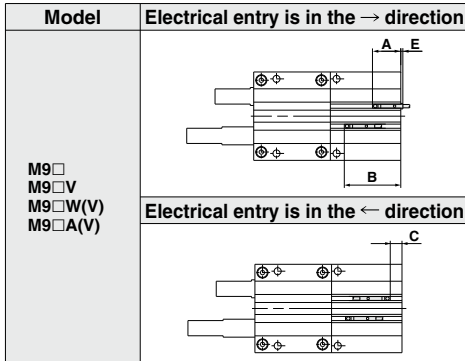 Model
Electrical entry is in the → direction
A
E
B
M9□
M9□V
M9□W(V)
M9□A(V)
Electrical entry is in the ← direction
C